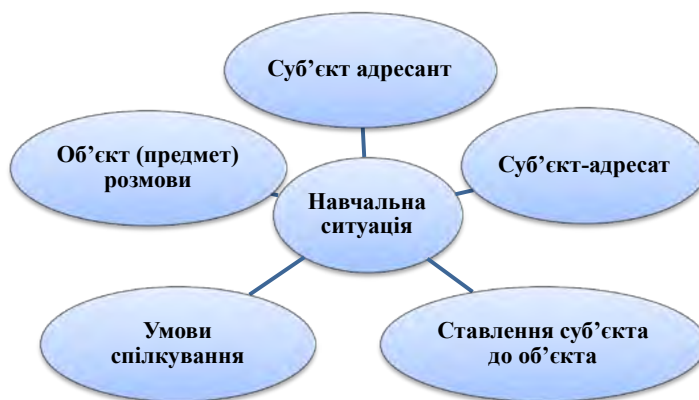 Суб’єкт адресант
Об’єкт (предмет)
розмови
Суб’єкт-адресат
Навчальна
ситуація
Умови
спілкування
Ставлення суб’єкта
до об’єкта